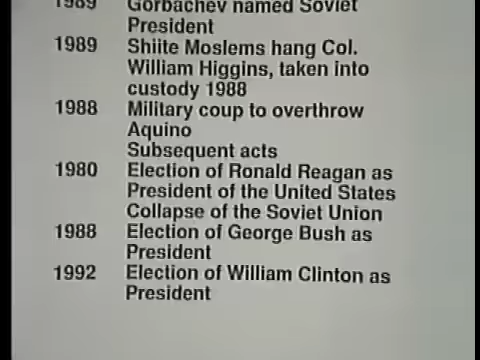 1989 Gorbachev named Soviet
President
1989 Shiite Moslems hang Col.
William Higgins, taken into
custody 1988
1988 Military coup to overthrow
Aquino
Subsequent acts
1980 Election of Ronald Reagan as
President of the United States
Collapse of the Soviet Union
1988 Election of George Bush as
President
1992 Election of William Clinton as
President